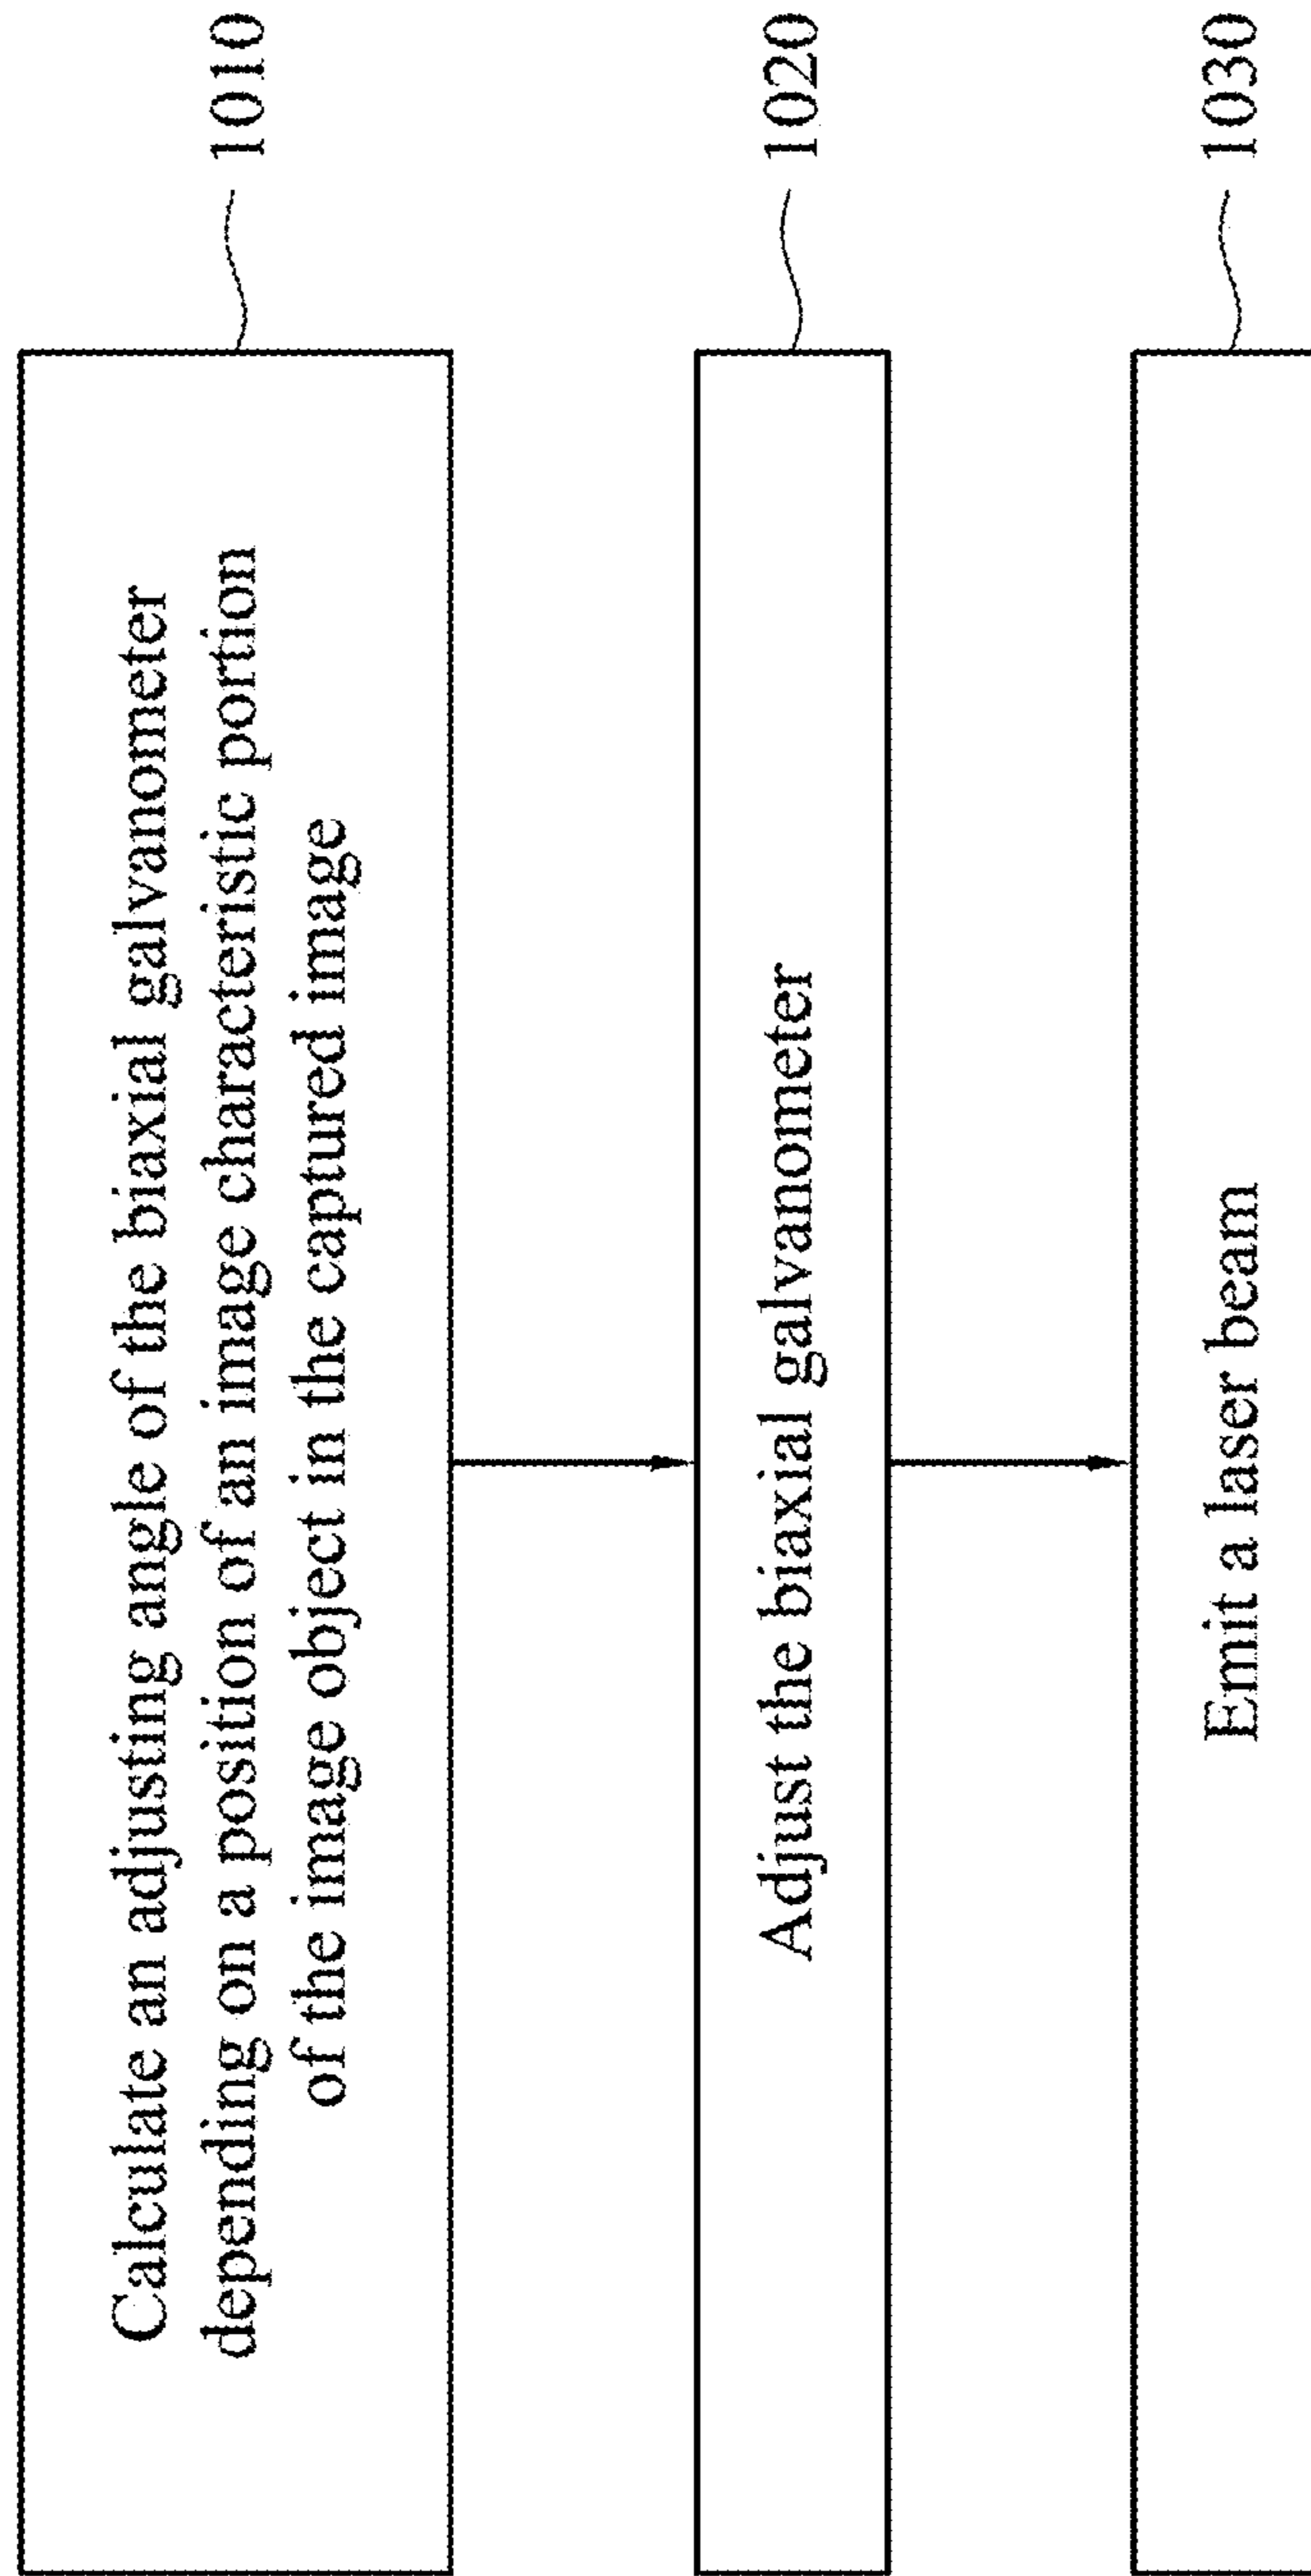 Calculate an adjusting angle of the biaxial galvanometer
depending on a position of an image characteristic portion
of the image object in the captured image
1010
Adjust the biaxial galvanometer
1020
Emit a laser beam
1030